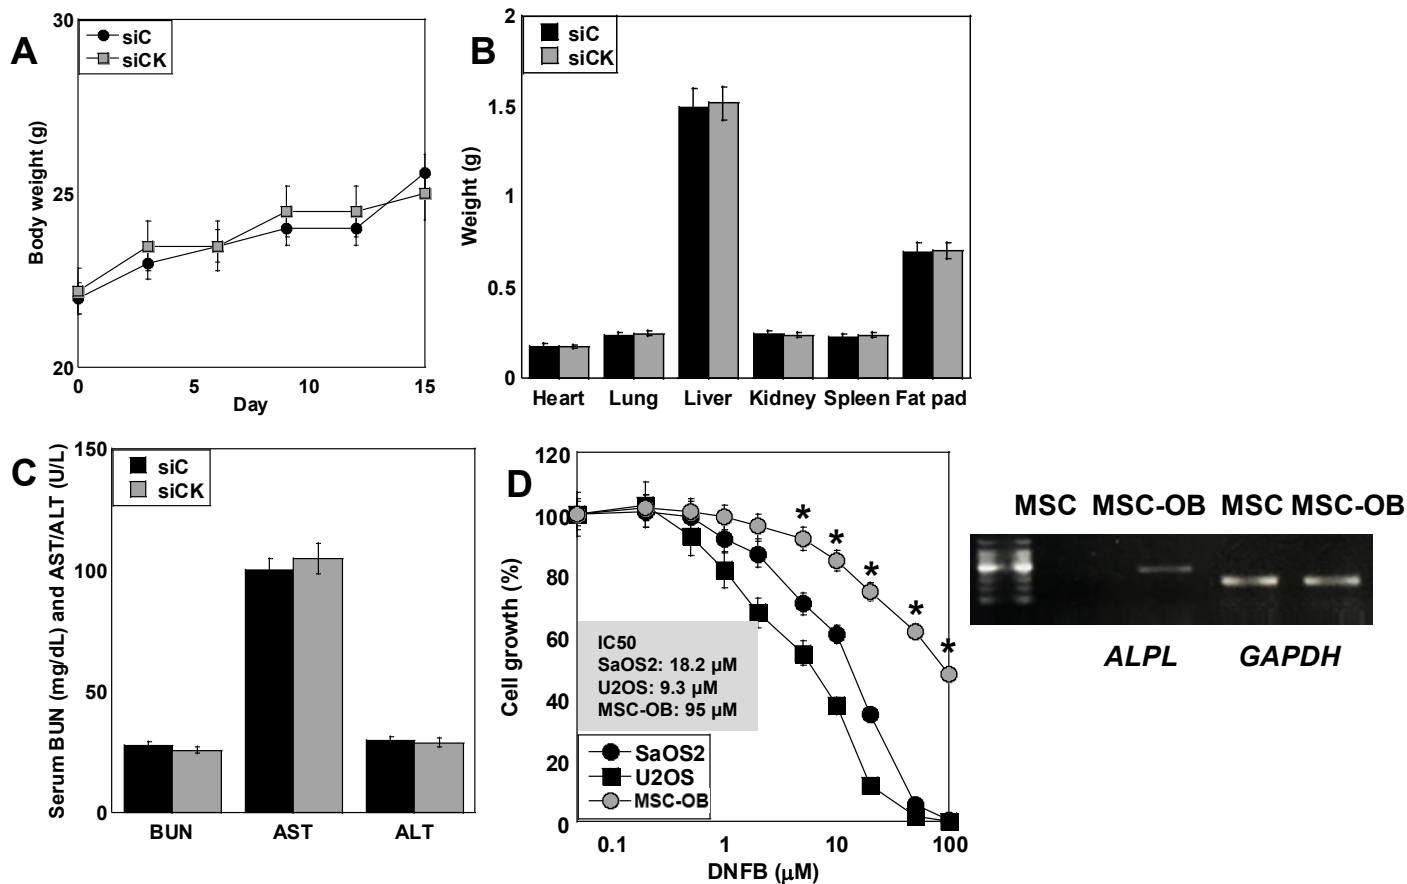 A
30
25
20
Body weight (g)
siC
siCK
0 5 10 15
Day
B
2
1.5
1
0.5
0
Weight (g)
siC
siCK
Heart Lung Liver Kidney Spleen Fat pad
C
150
100
50
0
Serum BUN (mg/dL) and AST/ALT (U/L)
siC
siCK
BUN AST ALT
D
120
100
80
60
40
20
0
Cell growth (%)
* * * * *
IC50
SaOS2: 18.2 μM
U2OS: 9.3 μM
MSC-OB: 95 μM
SaOS2
U2OS
MSC-OB
0.1 1 10 100
DNFB (μM)
MSC MSC-OB MSC MSC-OB
ALPL GAPDH